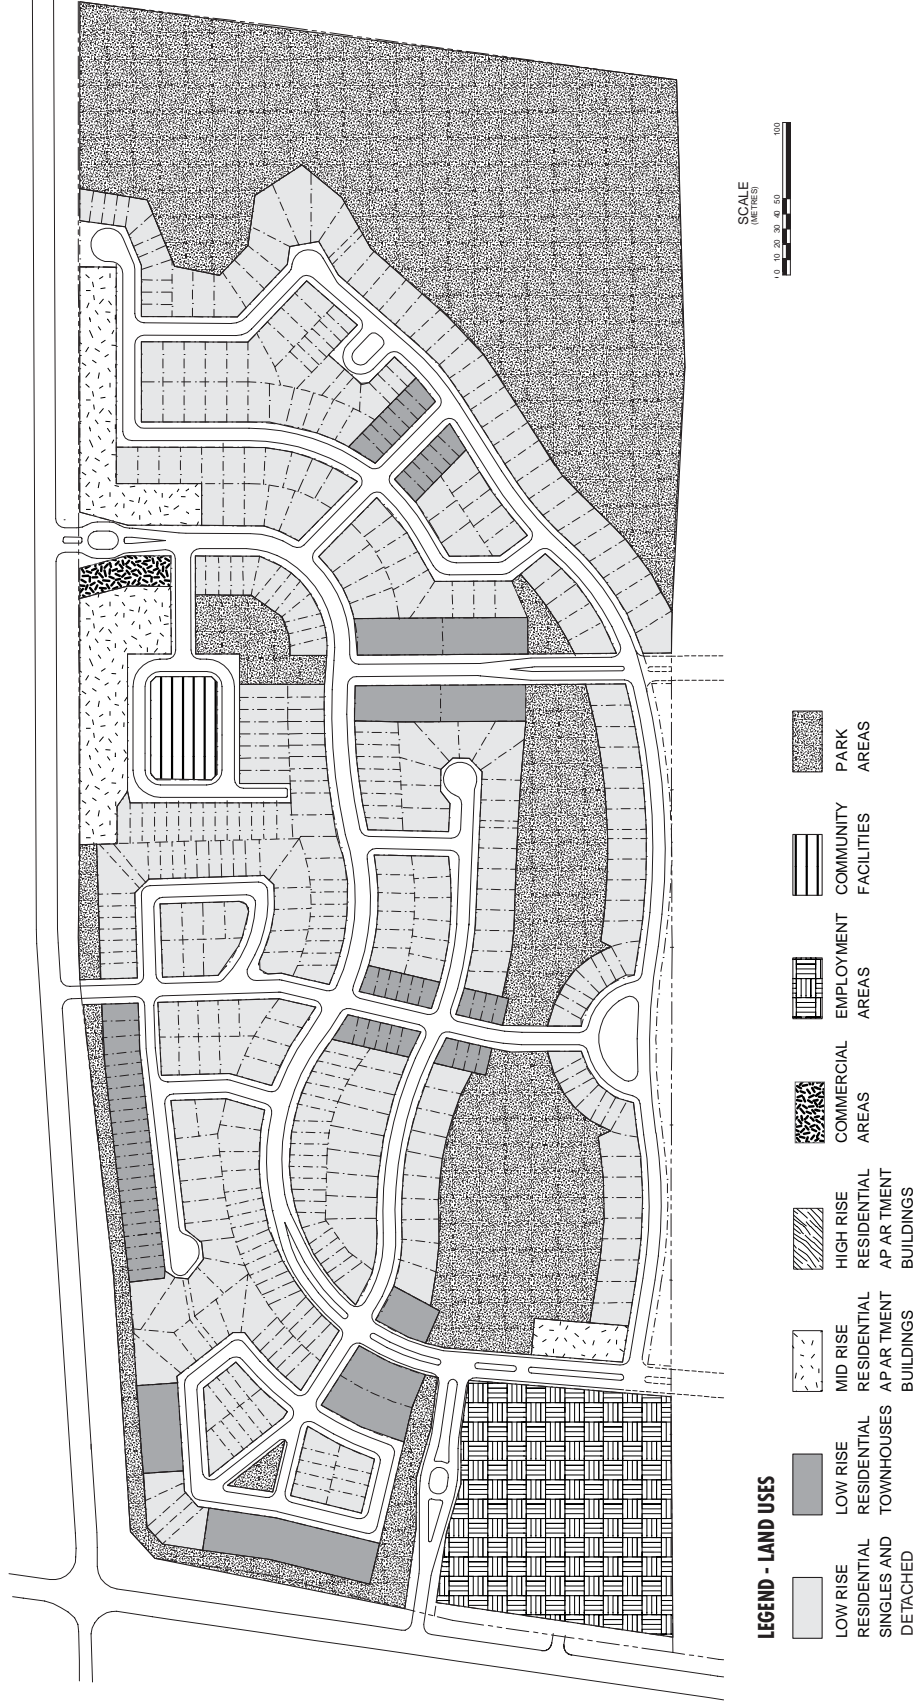 SCALE
(METRES)
0 10 20 30 40 50 100
LEGEND - LAND USES
LOW RISE
RESIDENTIAL
SINGLES AND
DETACHED
LOW RISE
RESIDENTIAL
TOWNHOUSES
MID RISE
RESIDENTIAL
AP AR TMENT
BUILDINGS
HIGH RISE
RESIDENTIAL
AP AR TMENT
BUILDINGS
COMMERCIAL
AREAS
EMPLOYMENT
AREAS
COMMUNITY
FACILITIES
PARK
AREAS